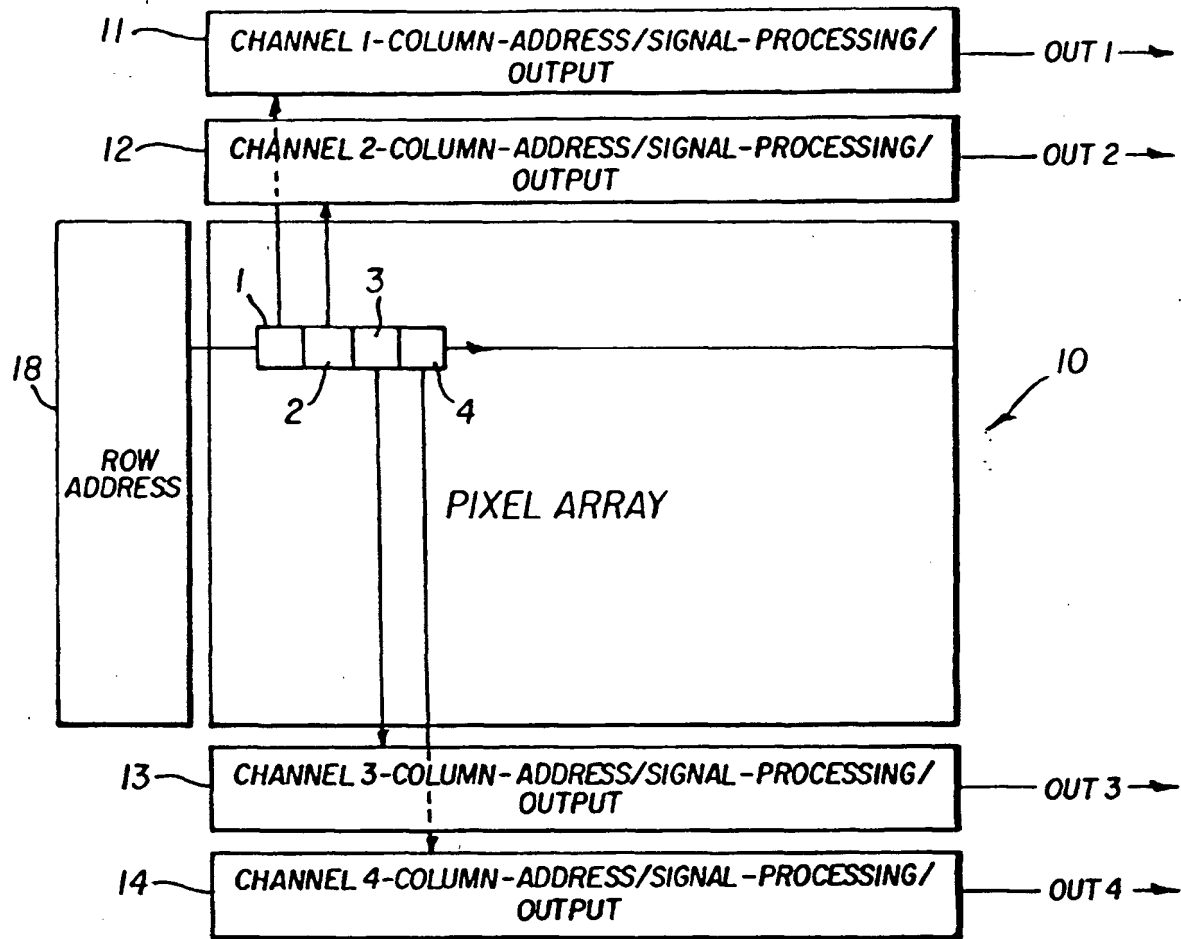 11
CHANNEL 1-COLUMN-ADDRESS/SIGNAL-PROCESSING/
OUTPUT
OUT 1
12
CHANNEL 2-COLUMN-ADDRESS/SIGNAL-PROCESSING/
OUTPUT
OUT 2
1
3
2
4
18
10
ROW
ADDRESS
PIXEL ARRAY
13
CHANNEL 3-COLUMN-ADDRESS/SIGNAL-PROCESSING/
OUTPUT
OUT 3
14
CHANNEL 4-COLUMN-ADDRESS/SIGNAL-PROCESSING/
OUTPUT
OUT 4